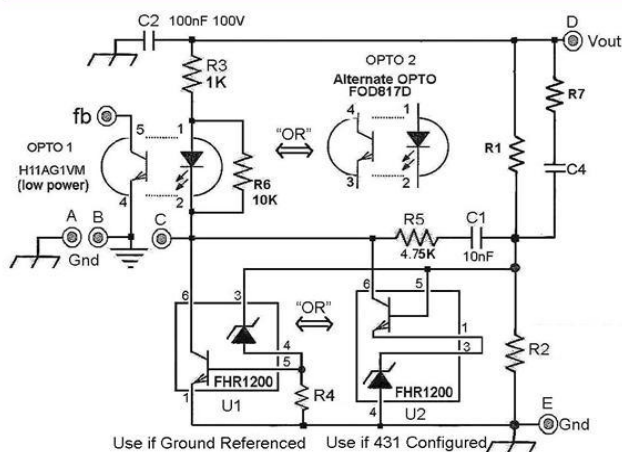 C2 100nF 100V
D
Vout
R3
1K
OPTO 2
Alternate OPTO
FOD817D
R7
fb
OPTO 1
H11AG1VM
(low power)
5
1
4
2
"OR"
4
1
3
2
R6
10K
R1
C4
A
B
C
Gnd
R5
4.75K
C1
10nF
6
3
4
5
1
FHR1200
U1
R4
"OR"
6
5
1
3
4
FHR1200
U2
R2
E
Gnd
Use if Ground Referenced
Use if 431 Configured